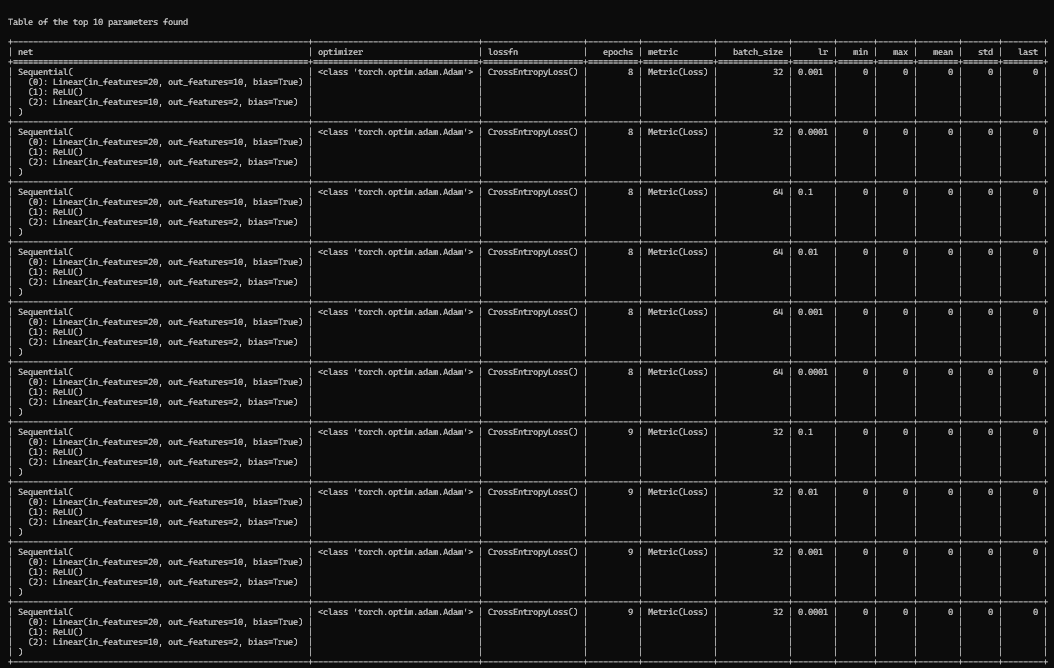 Table of the top 10 parameters found
net | optimizer | lossfn | epochs | metric | batch_size | lr | min | max | mean | std | last
Sequential( | <class 'torch.optim.adam.Adam'> | CrossEntropyLoss() | 8 | Metric(Loss) | 32 | 0.001 | 0 | 0 | 0 | 0 | 0
(0): Linear(in_features=20, out_features=10, bias=True)
(1): ReLU()
(2): Linear(in_features=10, out_features=2, bias=True)
)
Sequential( | <class 'torch.optim.adam.Adam'> | CrossEntropyLoss() | 8 | Metric(Loss) | 32 | 0.0001 | 0 | 0 | 0 | 0 | 0
(0): Linear(in_features=20, out_features=10, bias=True)
(1): ReLU()
(2): Linear(in_features=10, out_features=2, bias=True)
)
Sequential( | <class 'torch.optim.adam.Adam'> | CrossEntropyLoss() | 8 | Metric(Loss) | 64 | 0.1 | 0 | 0 | 0 | 0 | 0
(0): Linear(in_features=20, out_features=10, bias=True)
(1): ReLU()
(2): Linear(in_features=10, out_features=2, bias=True)
)
Sequential( | <class 'torch.optim.adam.Adam'> | CrossEntropyLoss() | 8 | Metric(Loss) | 64 | 0.01 | 0 | 0 | 0 | 0 | 0
(0): Linear(in_features=20, out_features=10, bias=True)
(1): ReLU()
(2): Linear(in_features=10, out_features=2, bias=True)
)
Sequential( | <class 'torch.optim.adam.Adam'> | CrossEntropyLoss() | 8 | Metric(Loss) | 64 | 0.001 | 0 | 0 | 0 | 0 | 0
(0): Linear(in_features=20, out_features=10, bias=True)
(1): ReLU()
(2): Linear(in_features=10, out_features=2, bias=True)
)
Sequential( | <class 'torch.optim.adam.Adam'> | CrossEntropyLoss() | 8 | Metric(Loss) | 64 | 0.0001 | 0 | 0 | 0 | 0 | 0
(0): Linear(in_features=20, out_features=10, bias=True)
(1): ReLU()
(2): Linear(in_features=10, out_features=2, bias=True)
)
Sequential( | <class 'torch.optim.adam.Adam'> | CrossEntropyLoss() | 9 | Metric(Loss) | 32 | 0.1 | 0 | 0 | 0 | 0 | 0
(0): Linear(in_features=20, out_features=10, bias=True)
(1): ReLU()
(2): Linear(in_features=10, out_features=2, bias=True)
)
Sequential( | <class 'torch.optim.adam.Adam'> | CrossEntropyLoss() | 9 | Metric(Loss) | 32 | 0.01 | 0 | 0 | 0 | 0 | 0
(0): Linear(in_features=20, out_features=10, bias=True)
(1): ReLU()
(2): Linear(in_features=10, out_features=2, bias=True)
)
Sequential( | <class 'torch.optim.adam.Adam'> | CrossEntropyLoss() | 9 | Metric(Loss) | 32 | 0.001 | 0 | 0 | 0 | 0 | 0
(0): Linear(in_features=20, out_features=10, bias=True)
(1): ReLU()
(2): Linear(in_features=10, out_features=2, bias=True)
)
Sequential( | <class 'torch.optim.adam.Adam'> | CrossEntropyLoss() | 9 | Metric(Loss) | 32 | 0.0001 | 0 | 0 | 0 | 0 | 0
(0): Linear(in_features=20, out_features=10, bias=True)
(1): ReLU()
(2): Linear(in_features=10, out_features=2, bias=True)
)